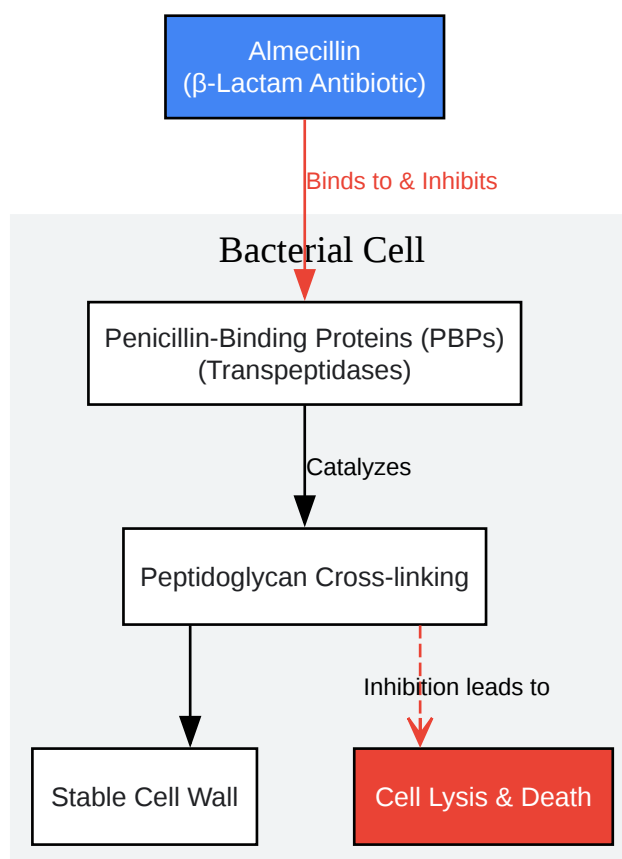 Almecillin
(β-Lactam Antibiotic)
Binds to & Inhibits
Bacterial Cell
Penicillin-Binding Proteins (PBPs)
(Transpeptidases)
Catalyzes
Peptidoglycan Cross-linking
Inhibition leads to
Stable Cell Wall
Cell Lysis & Death